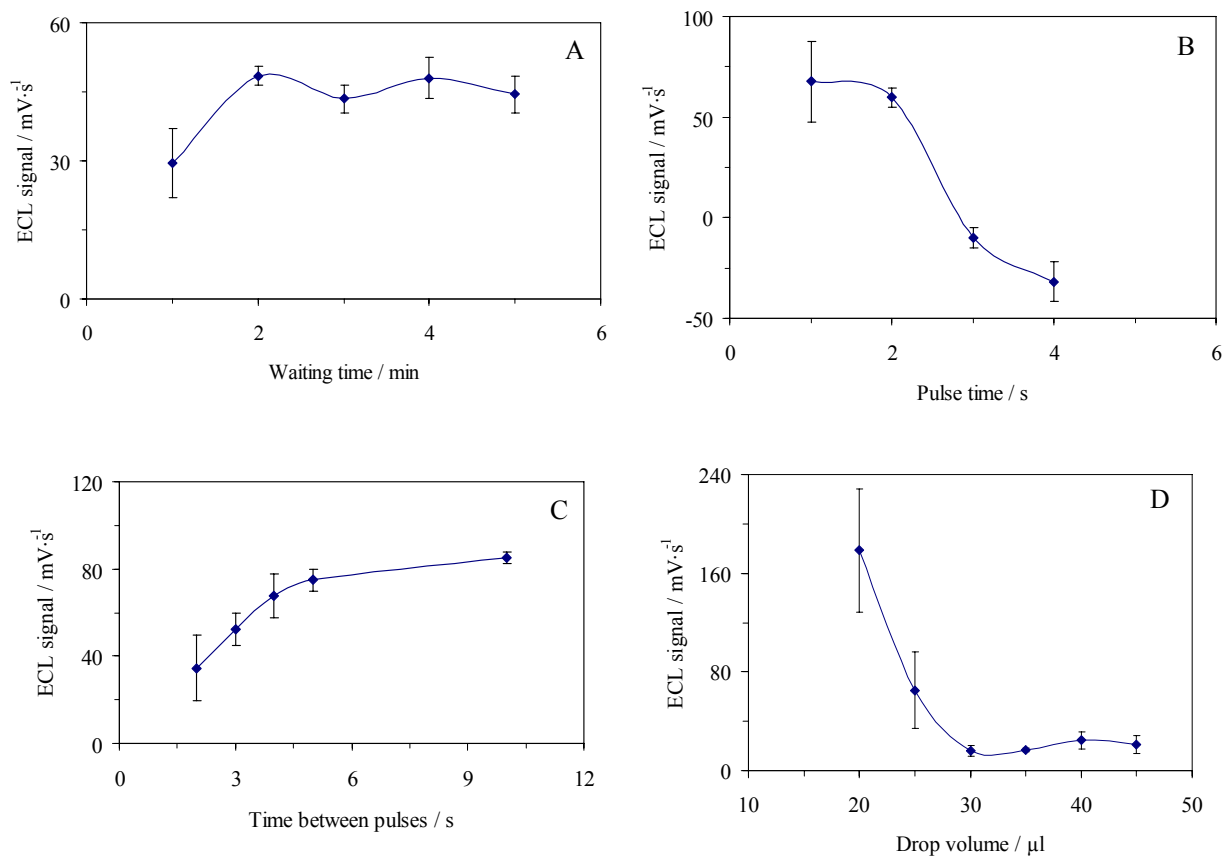 A
ECL signal / mV·s-1
60
30
0
0 2 4 6
Waiting time / min
B
ECL signal / mV·s-1
100
50
0
-50
0 2 4 6
Pulse time / s
C
ECL signal / mV·s-1
120
80
40
0
0 3 6 9 12
Time between pulses / s
D
ECL signal / mV·s-1
240
160
80
0
10 20 30 40 50
Drop volume / µl